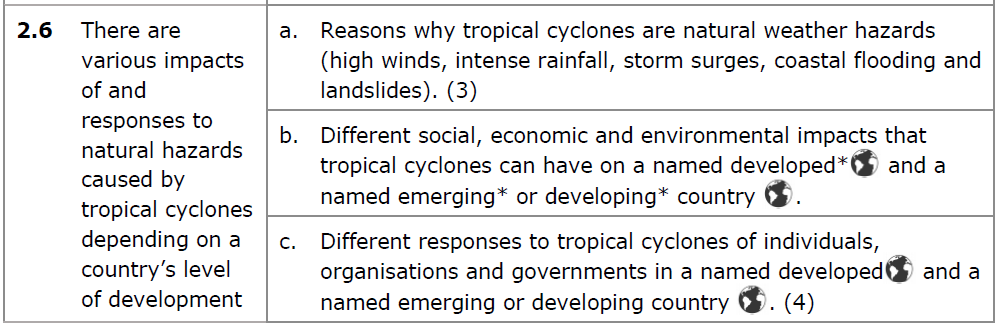 2.6 There are
various impacts
of and
responses to
natural hazards
caused by
tropical cyclones
depending on a
country’s level
of development
a. Reasons why tropical cyclones are natural weather hazards
(high winds, intense rainfall, storm surges, coastal flooding and
landslides). (3)
b. Different social, economic and environmental impacts that
tropical cyclones can have on a named developed* and a
named emerging* or developing* country .
c. Different responses to tropical cyclones of individuals,
organisations and governments in a named developed and a
named emerging or developing country . (4)